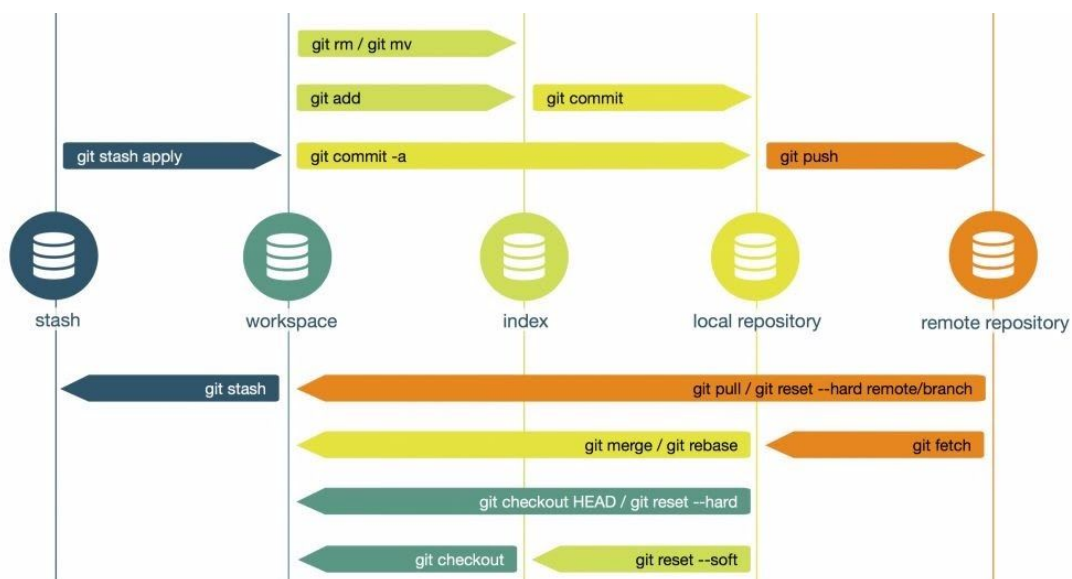 git rm / git mv
git add
git commit
git stash apply
git commit -a
git push
stash
workspace
index
local repository
remote repository
git stash
git pull / git reset --hard remote/branch
git merge / git rebase
git fetch
git checkout HEAD / git reset --hard
git checkout
git reset --soft